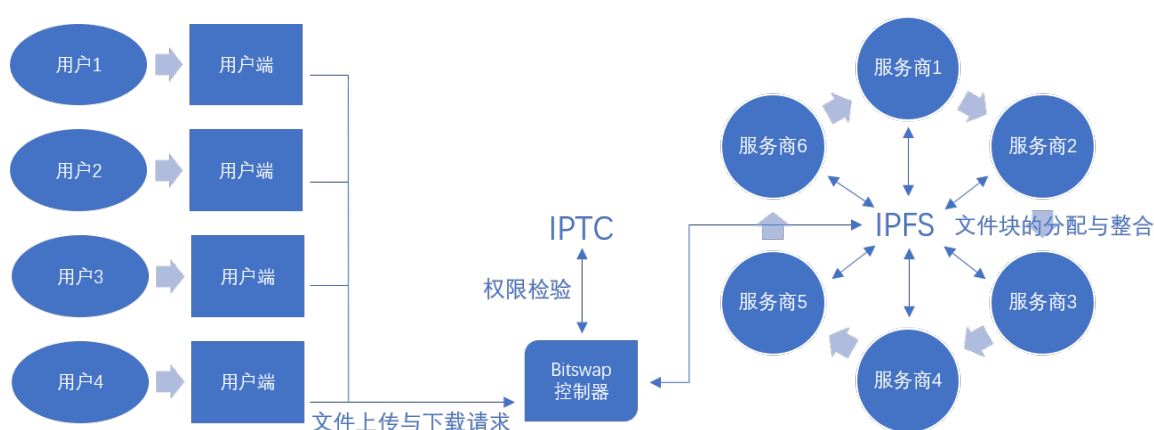 用户1
用户端
用户2
用户端
用户3
用户端
用户4
用户端
文件上传与下载请求
IPTC
权限检验
Bitswap
控制器
服务商1
服务商2
服务商3
服务商4
服务商5
服务商6
IPFS
文件块的分配与整合